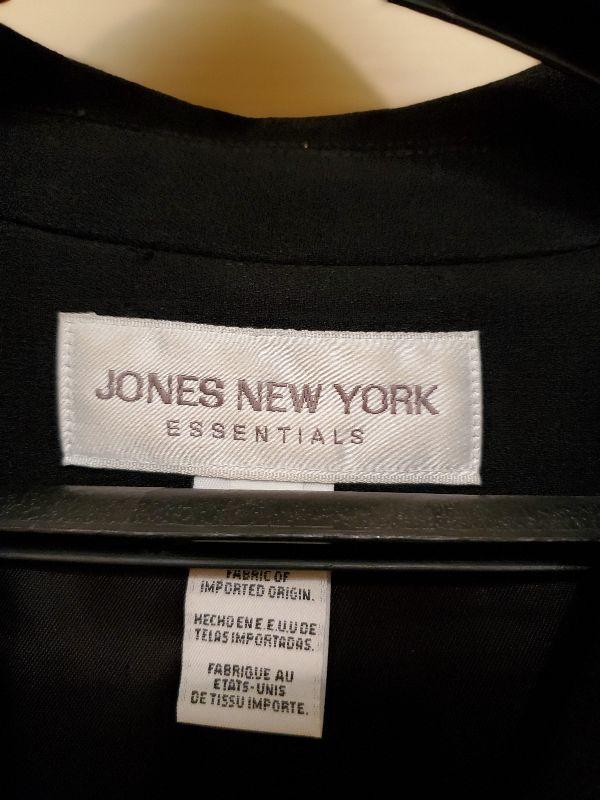 JONES NEW YORK
ESSENTIALS
FABRIC OF
IMPORTED ORIGIN.
HECHO EN E.E.U.U DE
TELAS IMPORTADAS.
FABRIQUE AU
ETATS-UNIS
DE TISSU IMPORTE.